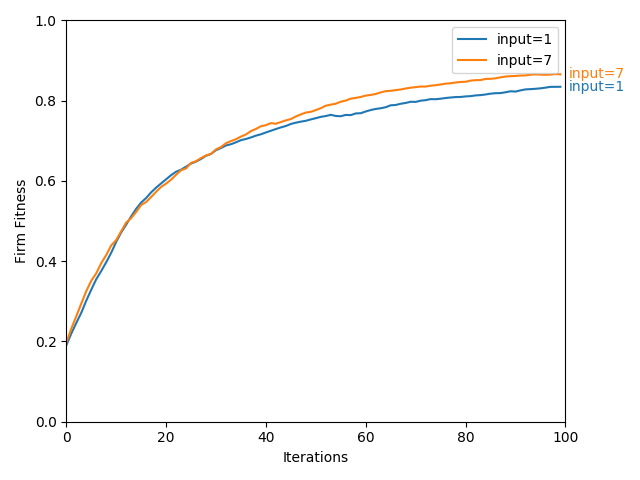 1.0
0.8
0.6
0.4
0.2
0.0
Firm Fitness
input=1
input=7
input=7
input=1
0 20 40 60 80 100
Iterations